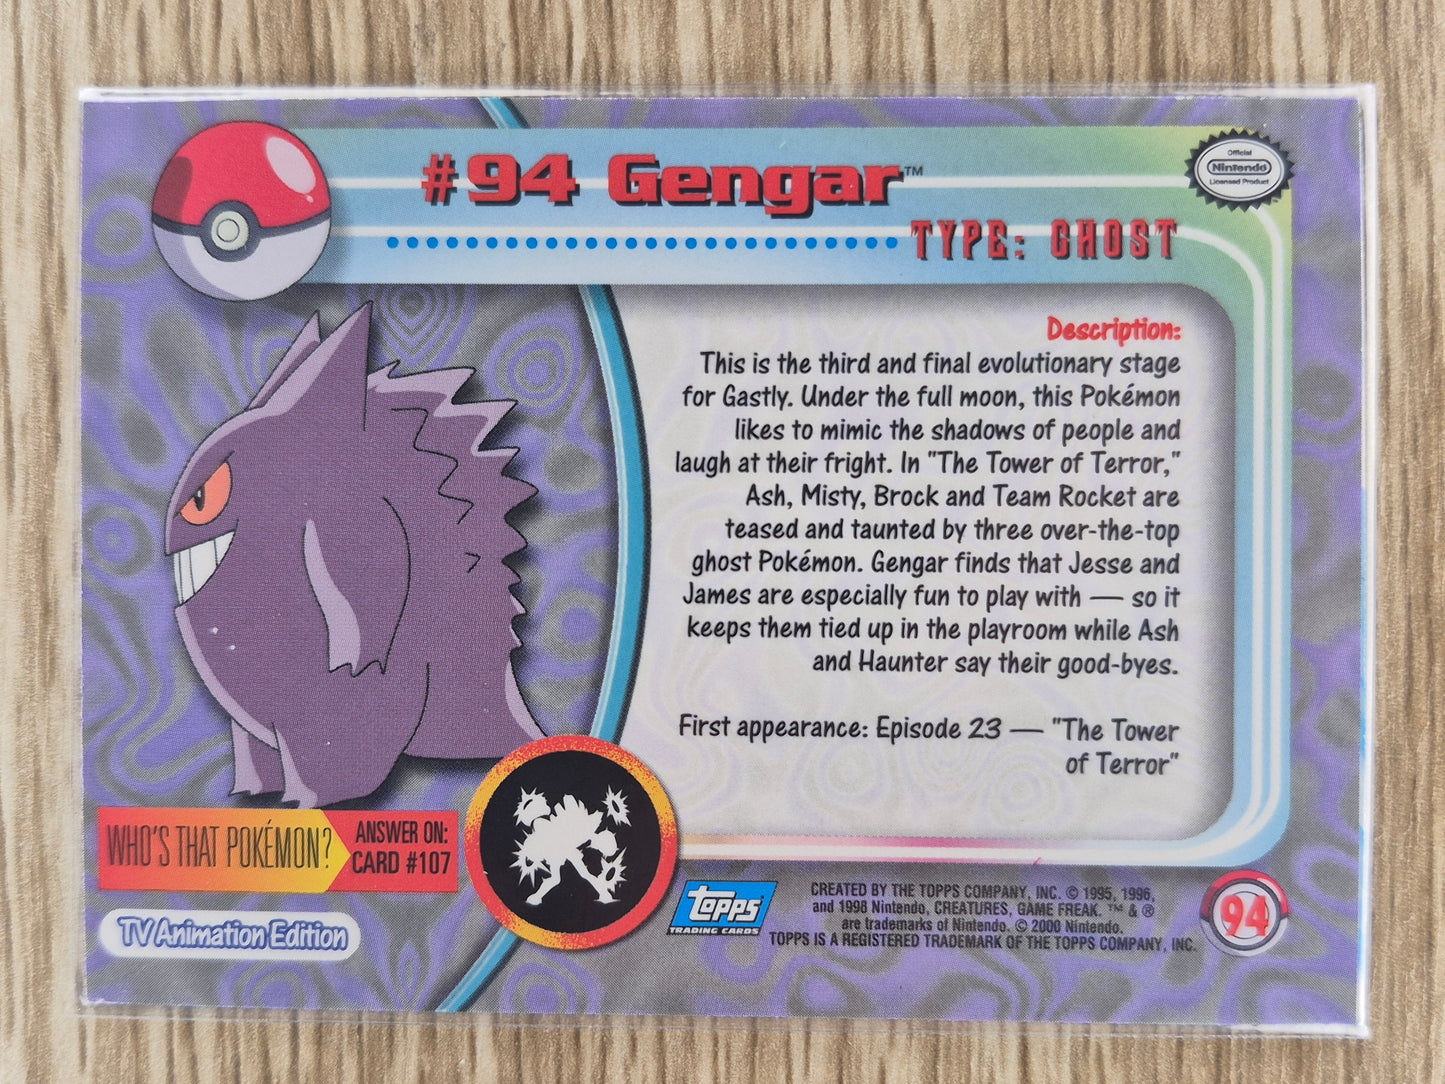 #94 Gengar™
Official
Nintendo
Licensed Product
TYPE: GHOST
Description:
This is the third and final evolutionary stage
for Gastly. Under the full moon, this Pokémon
likes to mimic the shadows of people and
laugh at their fright. In "The Tower of Terror,"
Ash, Misty, Brock and Team Rocket are
teased and taunted by three over-the-top
ghost Pokémon. Gengar finds that Jesse and
James are especially fun to play with — so it
keeps them tied up in the playroom while Ash
and Haunter say their good-byes.
First appearance: Episode 23 — "The Tower
of Terror"
WHO'S THAT POKÉMON?
ANSWER ON:
CARD #107
TV Animation Edition
topps
TRADING CARDS
CREATED BY THE TOPPS COMPANY, INC. © 1995, 1996,
and 1998 Nintendo, CREATURES, GAME FREAK. ™ & ®
are trademarks of Nintendo. © 2000 Nintendo.
TOPPS IS A REGISTERED TRADEMARK OF THE TOPPS COMPANY, INC.
94